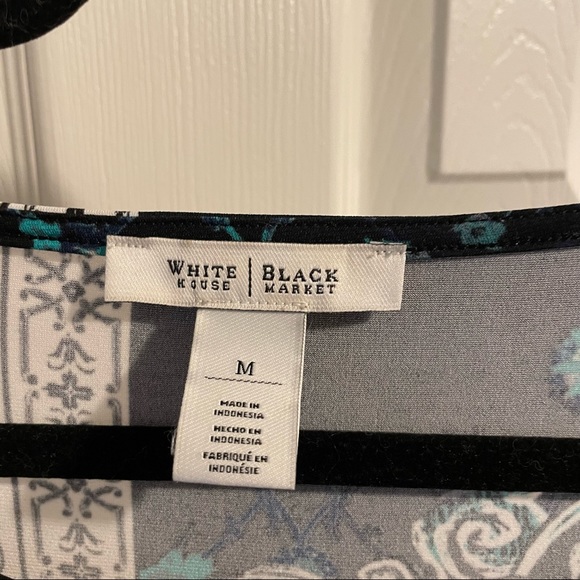 WHITE | BLACK
HOUSE | MARKET
M
MADE IN
INDONESIA
HECHO EN
INDONESIA
FABRIQUÉ EN
INDONÉSIE